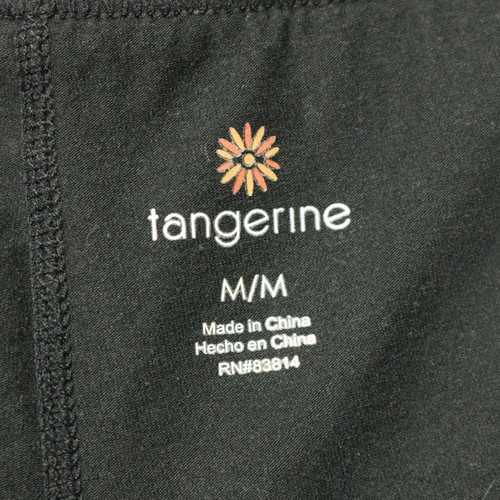 tangerine
M/M
Made in China
Hecho en China
RN#83814